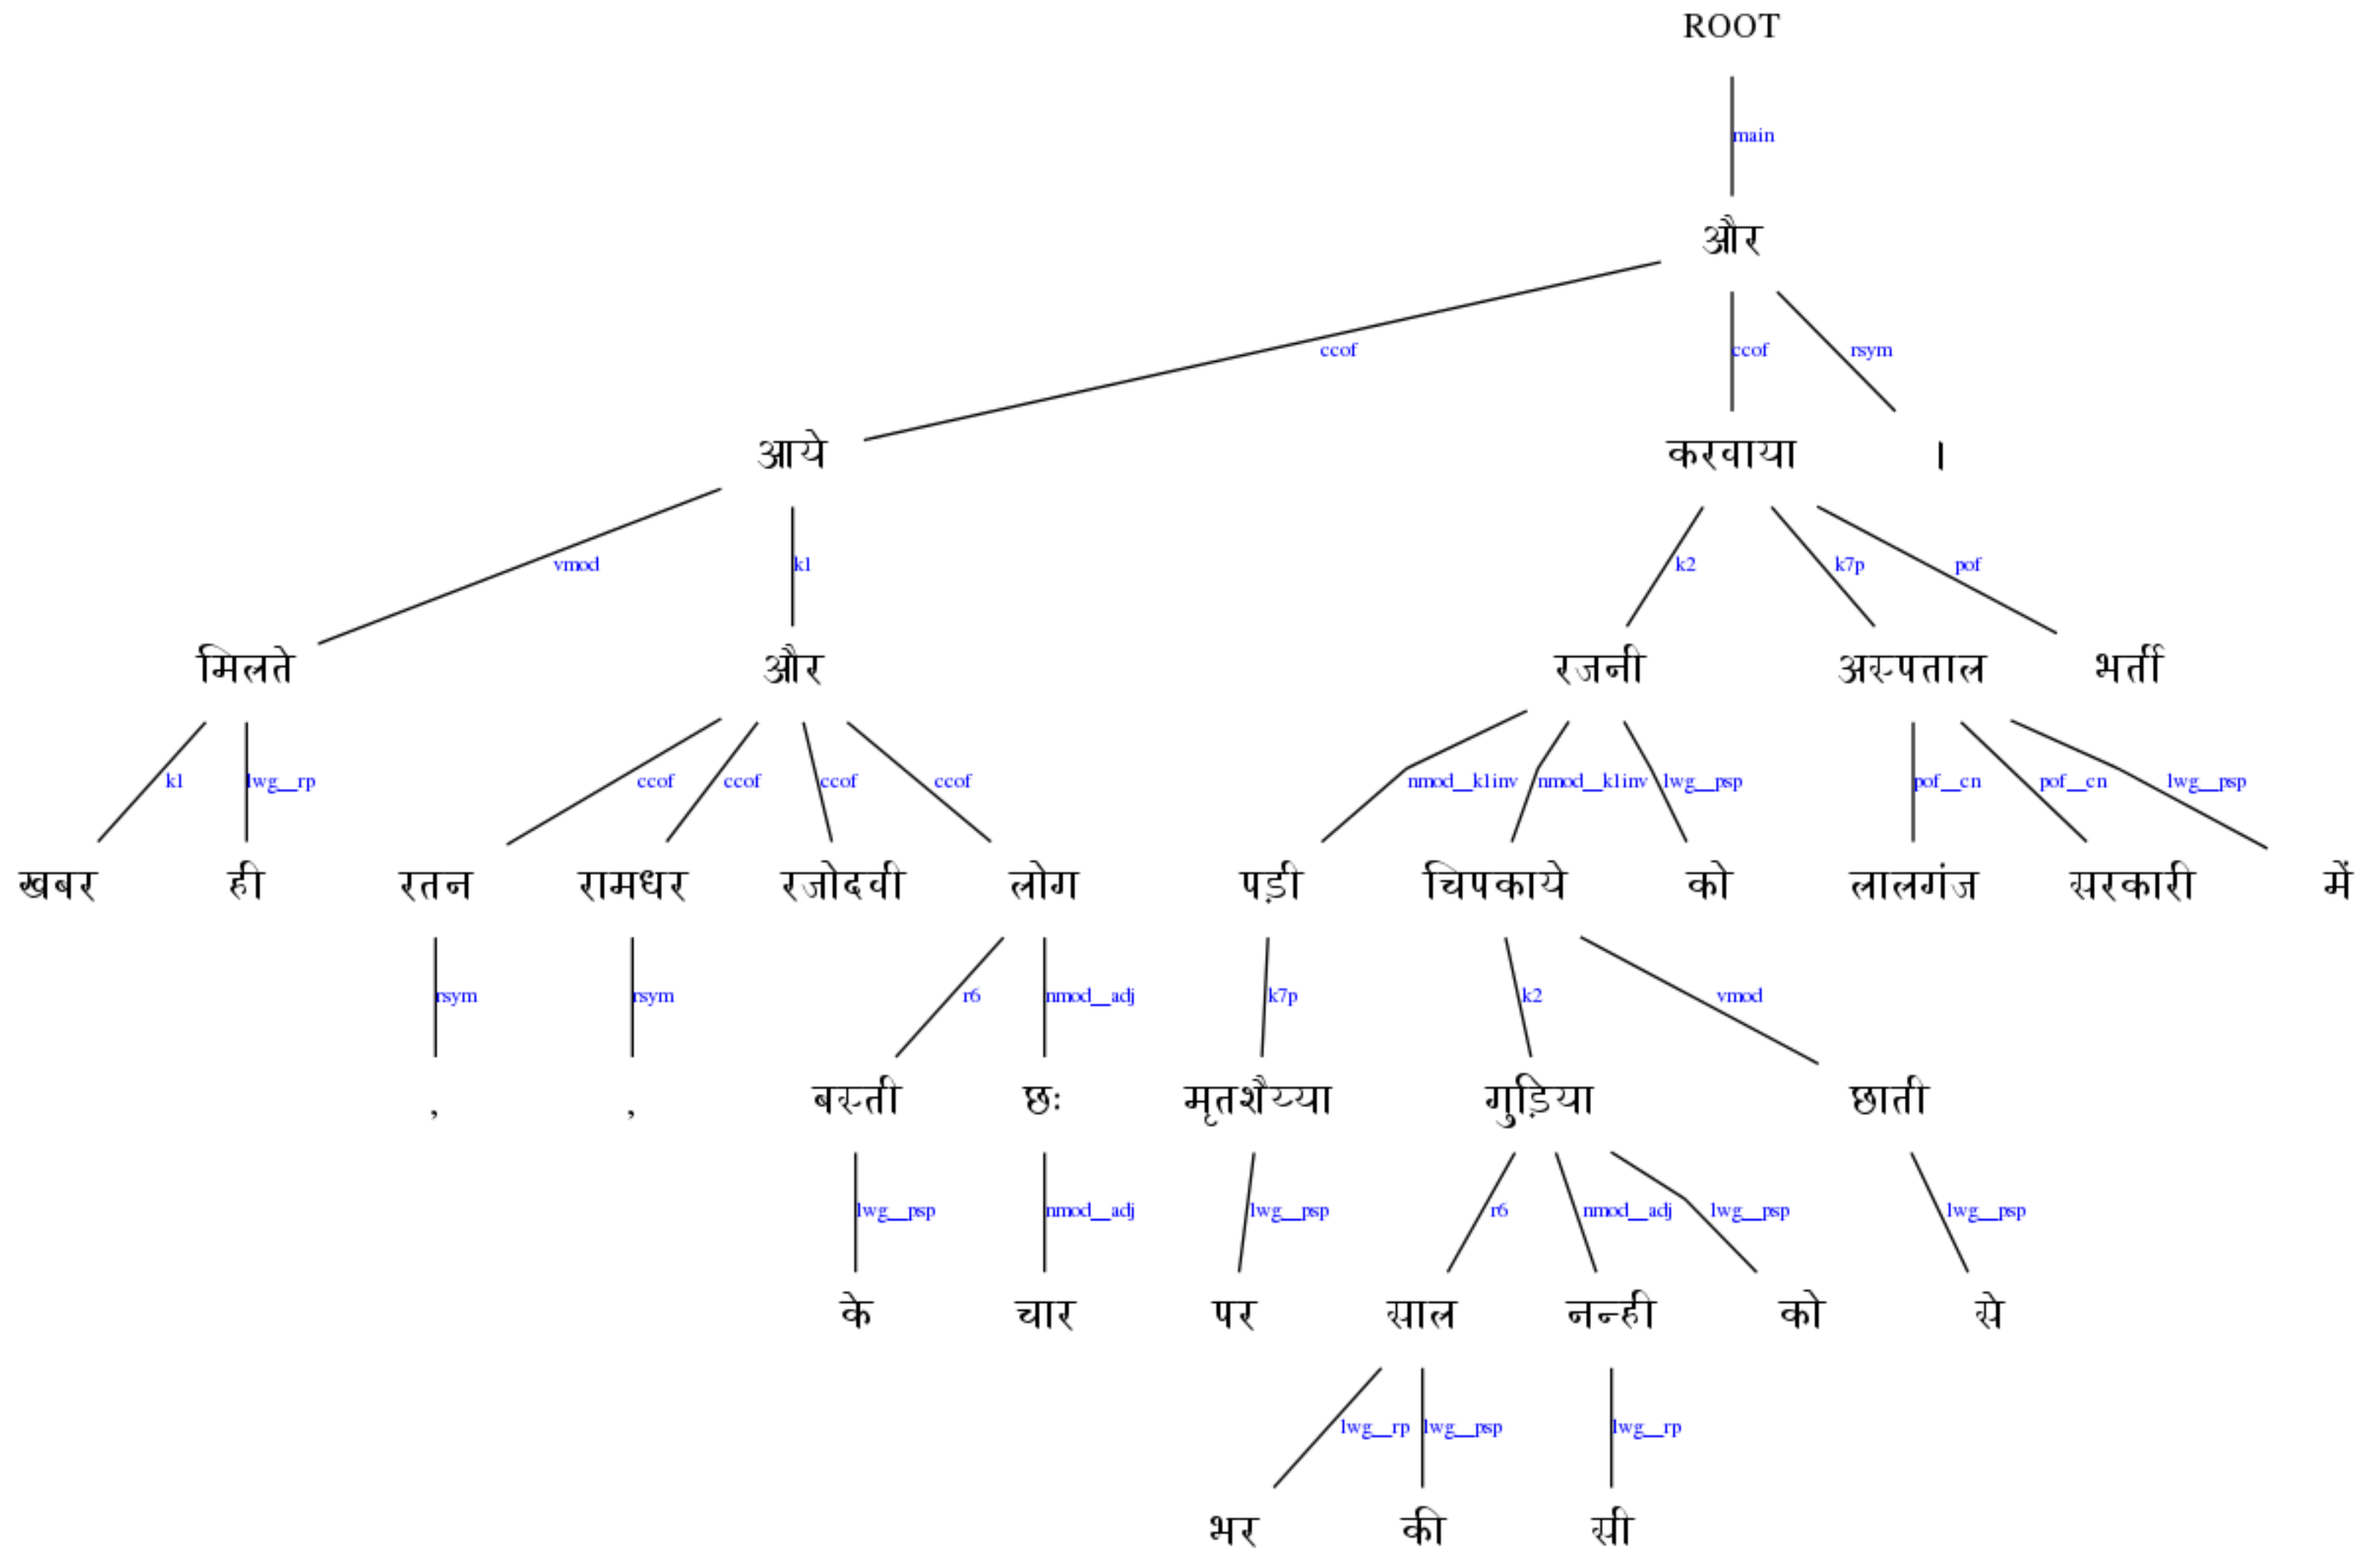 ROOT
main
और
ccof ccof rsym
आये करवाया ।
vmod k1 k2 k7p pof
मिलते और रजनी अस्पताल भर्ती
k1 lwg__rp ccof ccof ccof ccof nmod__k1inv nmod__k1inv lwg__psp pof__cn pof__cn lwg__psp
खबर ही रतन रामधर रजोदवी लोग पड़ी चिपकाये को लालगंज सरकारी में
rsym rsym r6 nmod__adj k7p k2 vmod
, , बस्ती छः मृतशैय्या गुड़िया छाती
lwg__psp nmod__adj lwg__psp r6 nmod__adj lwg__psp lwg__psp
के चार पर साल नन्ही को से
lwg__rp lwg__psp lwg__rp
भर की सी